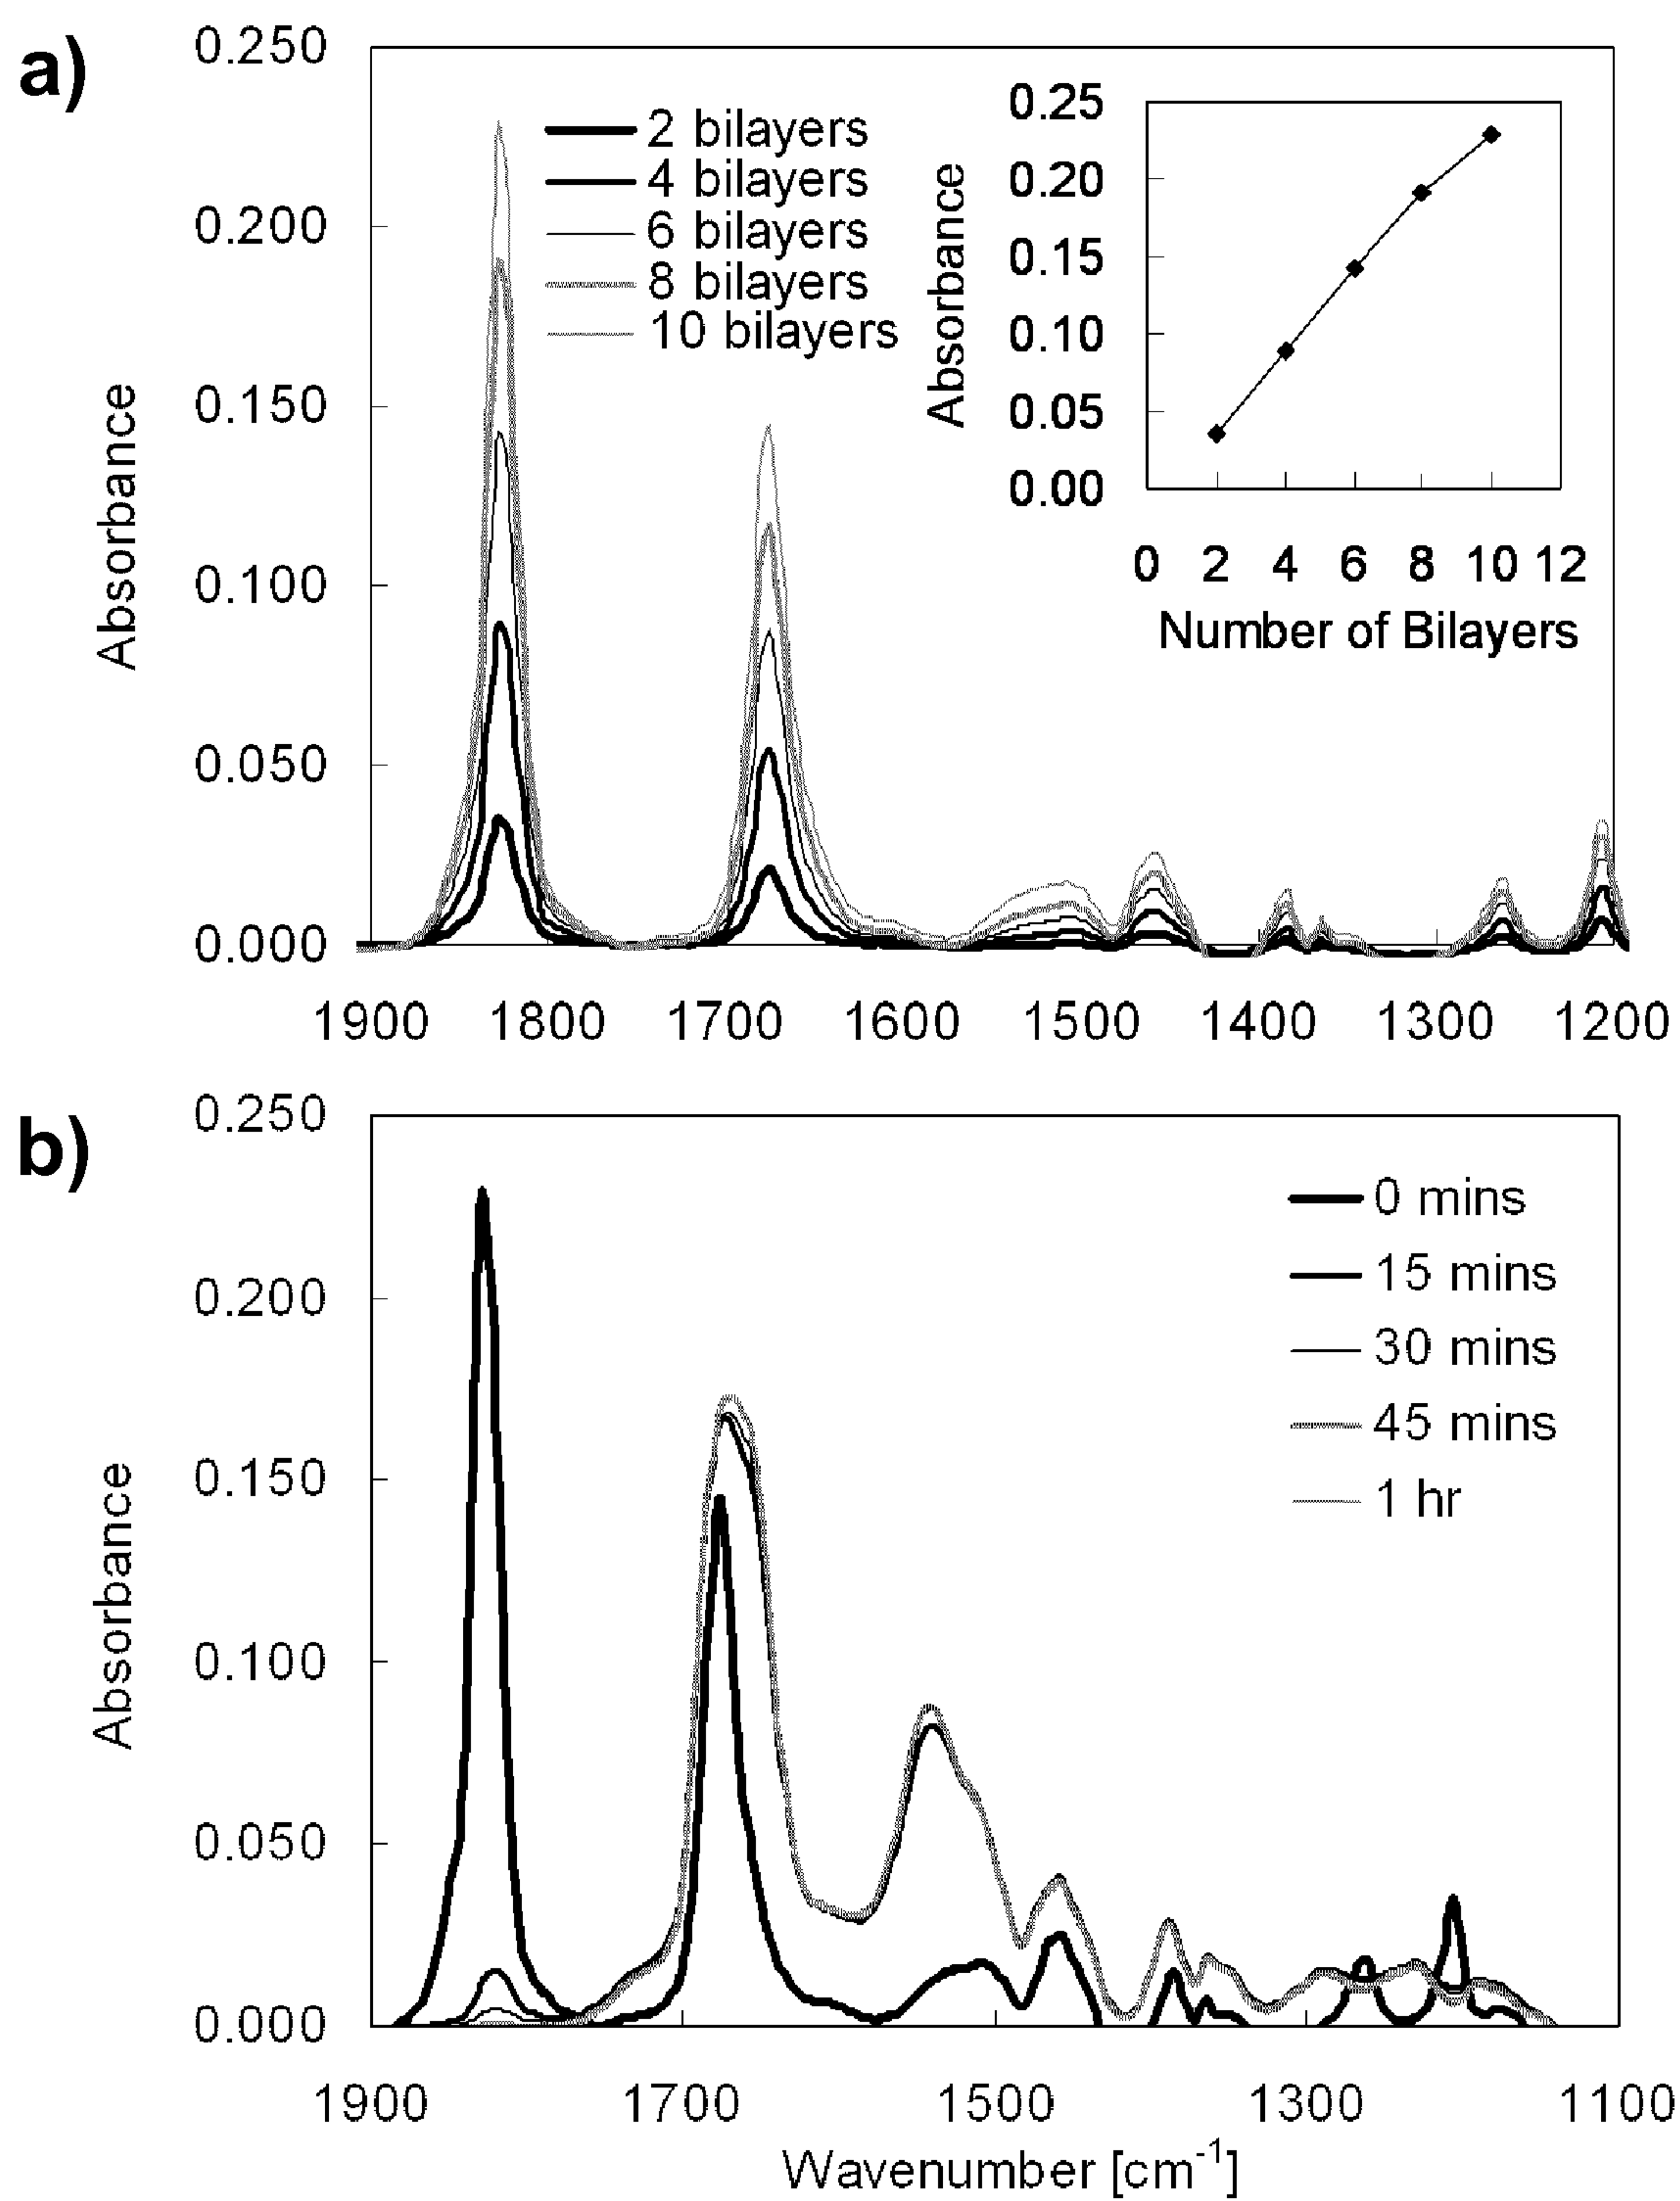 a)
0.250
0.200
0.150
0.100
0.050
0.000
Absorbance
2 bilayers
4 bilayers
6 bilayers
8 bilayers
10 bilayers
0.25
0.20
0.15
0.10
0.05
0.00
Absorbance
0 2 4 6 8 10 12
Number of Bilayers
1900 1800 1700 1600 1500 1400 1300 1200
b)
0.250
0.200
0.150
0.100
0.050
0.000
Absorbance
0 mins
15 mins
30 mins
45 mins
1 hr
1900 1700 1500 1300 1100
Wavenumber [cm⁻¹]